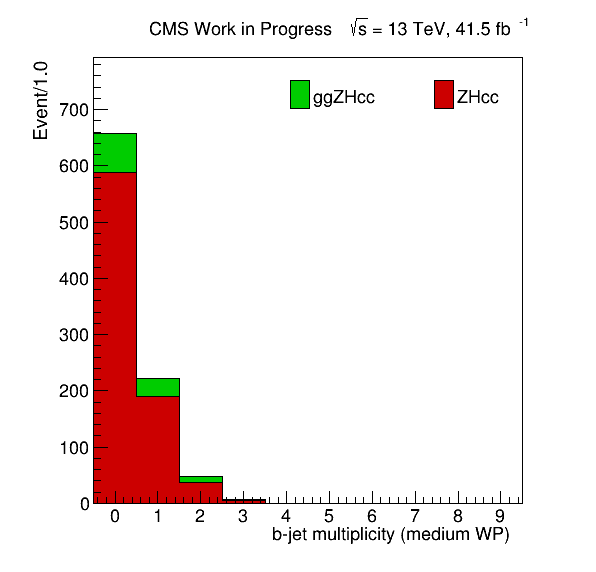 CMS Work in Progress √s = 13 TeV, 41.5 fb -1
Event/1.0
ggZHcc ZHcc
700
600
500
400
300
200
100
0
0 1 2 3 4 5 6 7 8 9
b-jet multiplicity (medium WP)